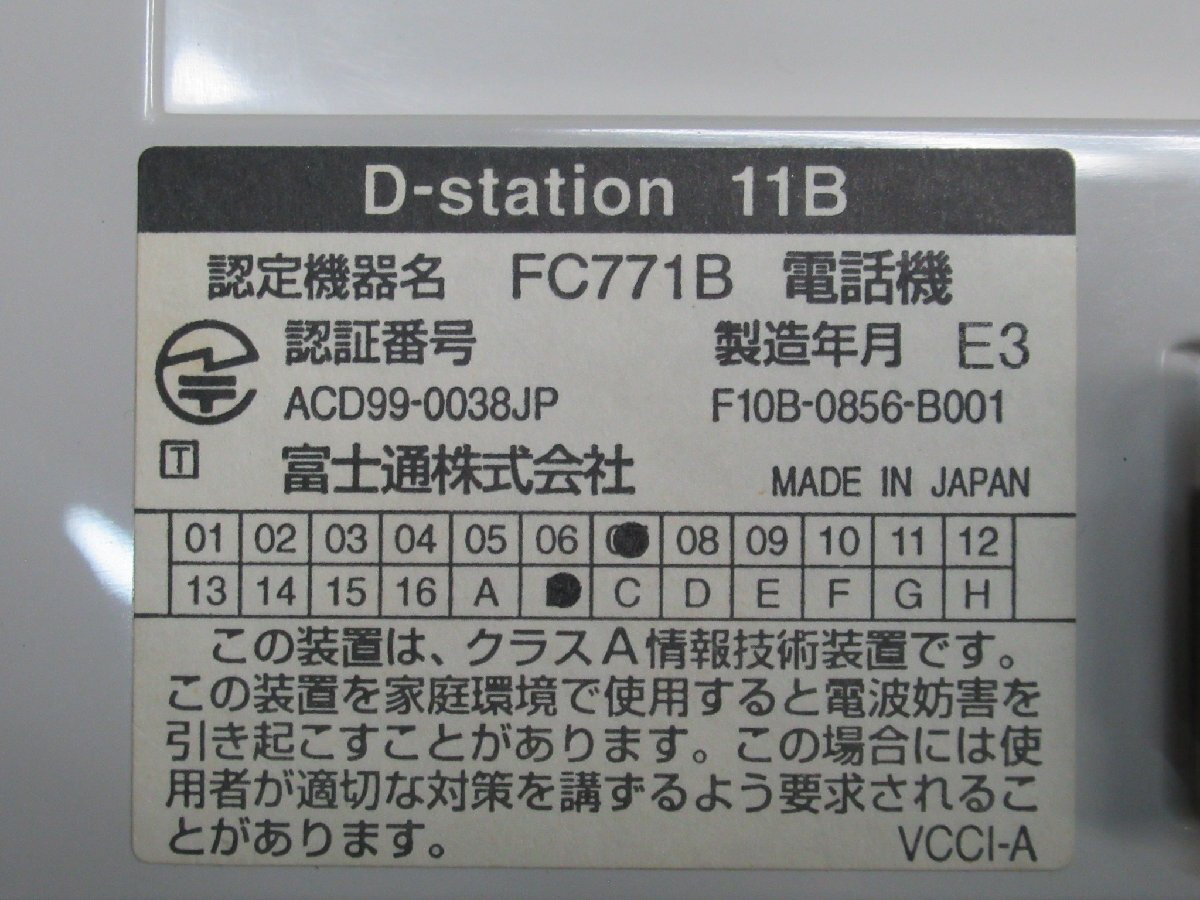 D-station 11B
認定機器名 FC771B 電話機
認証番号 製造年月 E3
ACD99-0038JP F10B-0856-B001
T 富士通株式会社 MADE IN JAPAN
01 02 03 04 05 06 08 09 10 11 12
13 14 15 16 A C D E F G H
この装置は、クラスA情報技術装置です。
この装置を家庭環境で使用すると電波妨害を
引き起こすことがあります。この場合には使
用者が適切な対策を講ずるよう要求されるこ
とがあります。 VCCI-A